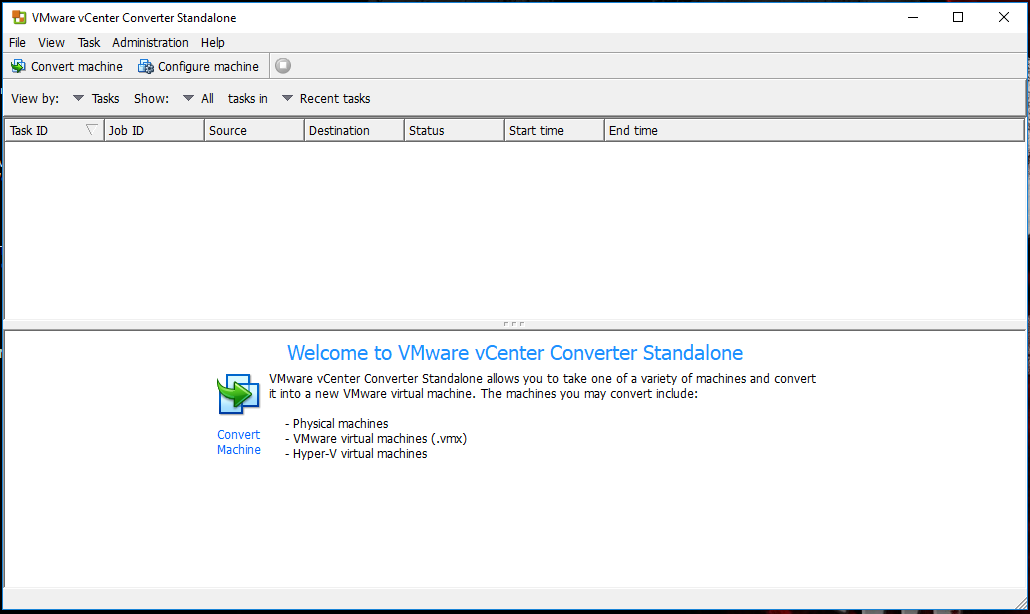 VMware vCenter Converter Standalone
File View Task Administration Help
Convert machine Configure machine
View by: Tasks Show: All tasks in Recent tasks
Task ID Job ID Source Destination Status Start time End time
Welcome to VMware vCenter Converter Standalone
VMware vCenter Converter Standalone allows you to take one of a variety of machines and convert
it into a new VMware virtual machine. The machines you may convert include:
- Physical machines
- VMware virtual machines (.vmx)
- Hyper-V virtual machines
Convert
Machine